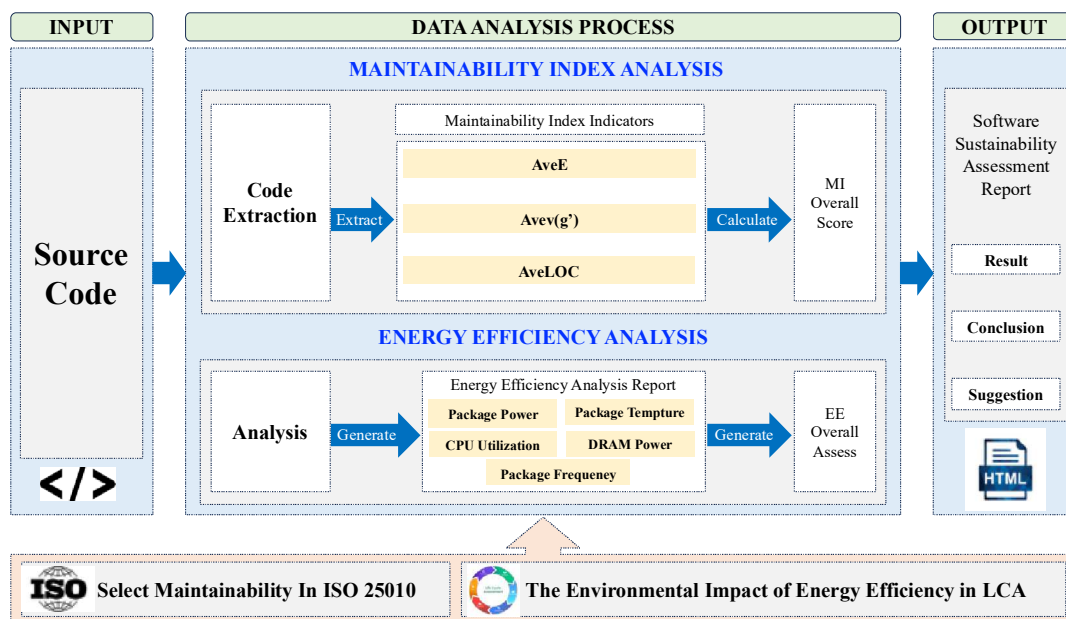 INPUT
DATA ANALYSIS PROCESS
OUTPUT
MAINTAINABILITY INDEX ANALYSIS
Source
Code
</>
Code
Extraction
Extract
Maintainability Index Indicators
AveE
Avev(g’)
AveLOC
Calculate
MI
Overall
Score
ENERGY EFFICIENCY ANALYSIS
Analysis
Generate
Energy Efficiency Analysis Report
Package Power
Package Tempture
CPU Utilization
DRAM Power
Package Frequeney
Generate
EE
Overall
Assess
Software
Sustainability
Assessment
Report
Result
Conclusion
Suggestion
HTML
ISO
Select Maintainability In ISO 25010
The Environmental Impact of Energy Efficiency in LCA